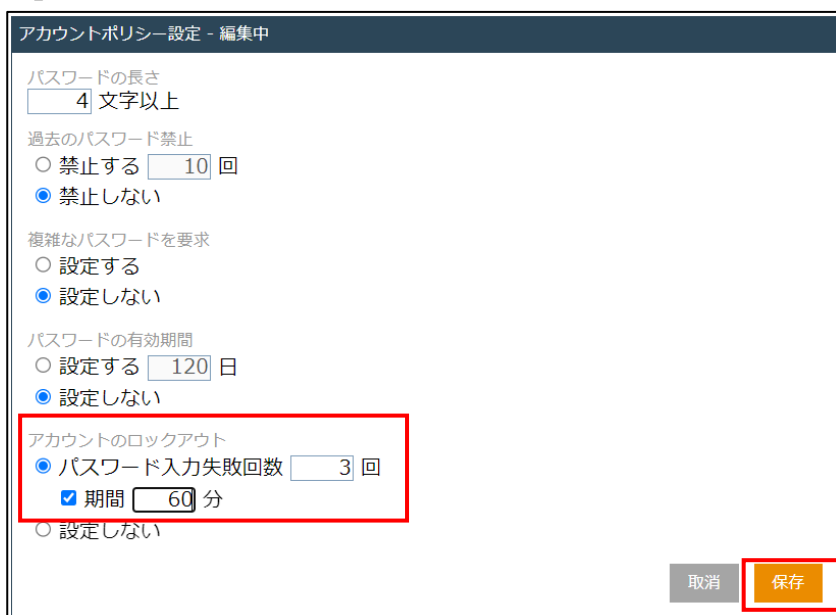 アカウントポリシー設定 - 編集中
パスワードの長さ
4 文字以上
過去のパスワード禁止
禁止する 10 回
禁止しない
複雑なパスワードを要求
設定する
設定しない
パスワードの有効期間
設定する 120 日
設定しない
アカウントのロックアウト
パスワード入力失敗回数 3 回
期間 60 分
設定しない
取消 保存